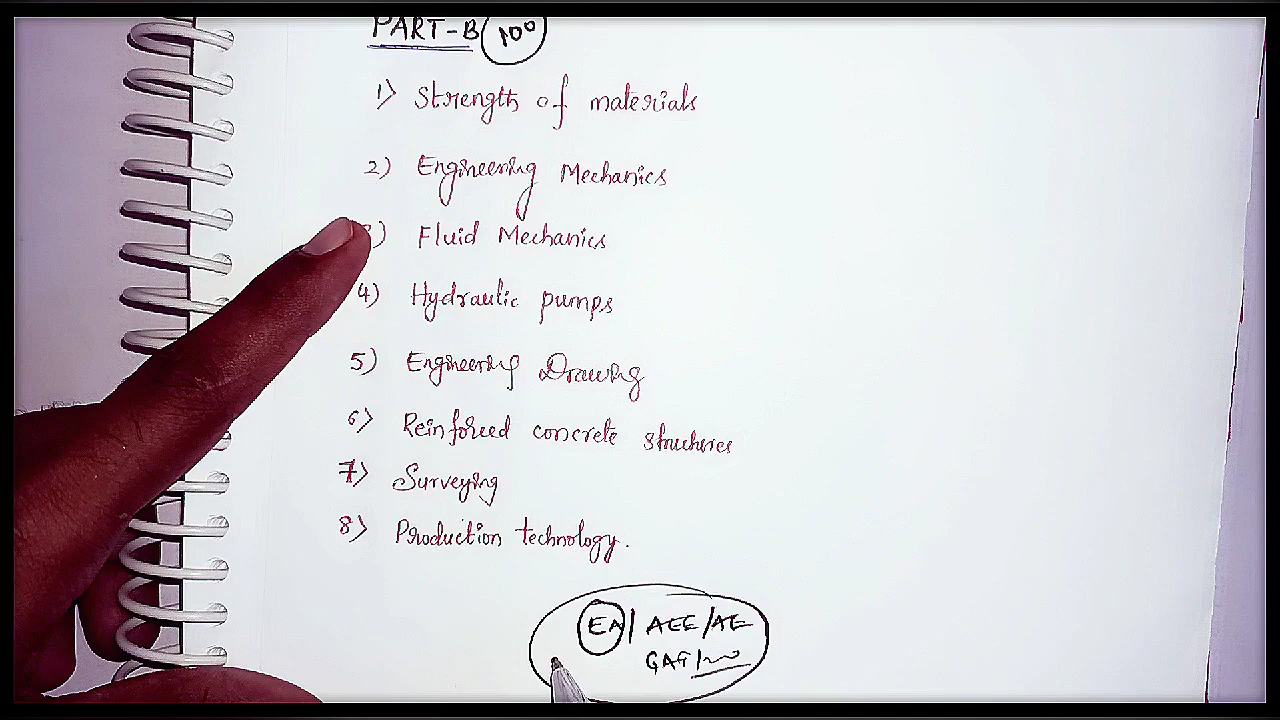 PART-B 100
1) Strength of materials
2) Engineering Mechanics
3) Fluid Mechanics
4) Hydraulic pumps
5) Engineering Drawing
6) Reinforced concrete structures
7) Surveying
8) Production technology.
EA/ AEE/AE